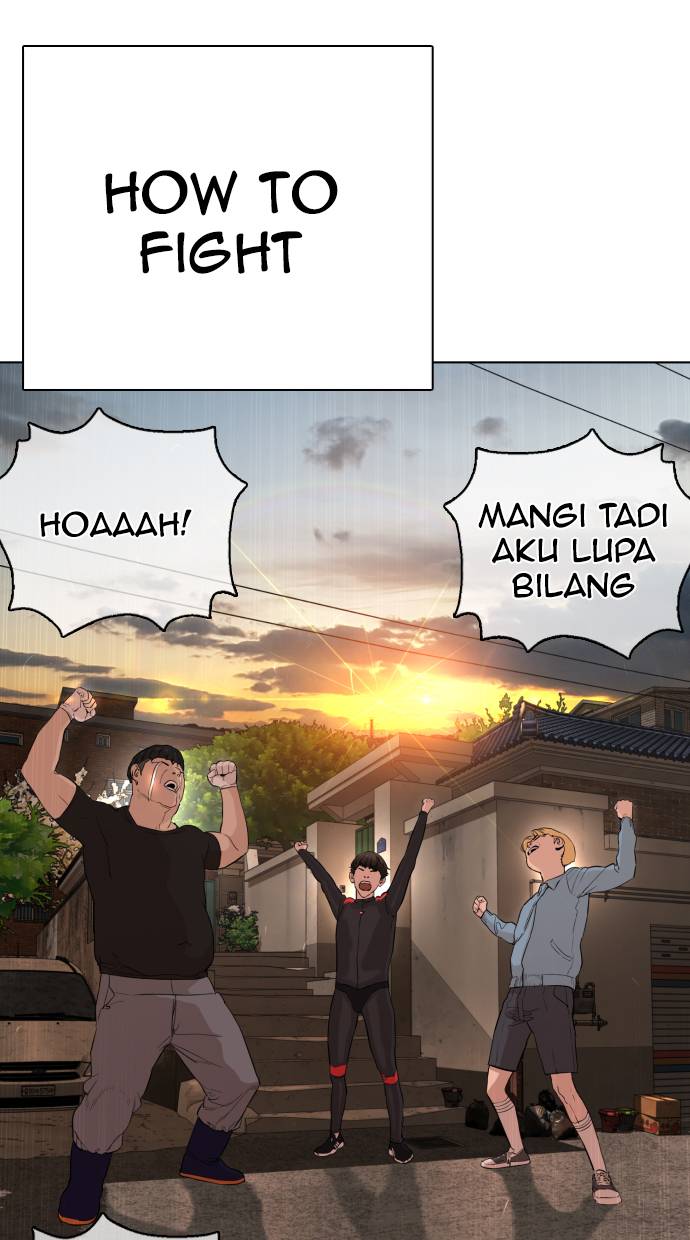 HOW TO
FIGHT
HOAAAH!
MANGI TADI
AKU LUPA
BILANG